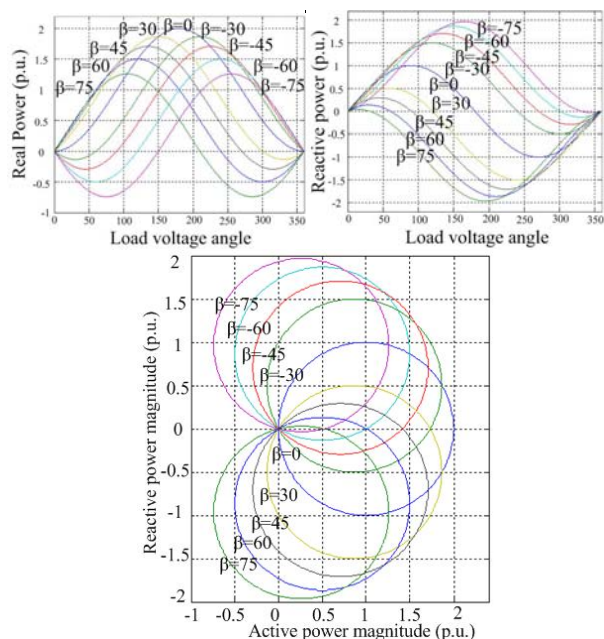 Real Power (p.u.)
2
1.5
1
0.5
0
-0.5
-1
β=30
β=0
β=-30
β=45
β=-45
β=60
β=-60
β=75
β=-75
0 50 100 150 200 250 300 350
Load voltage angle
Reactive power (p.u.)
2
1.5
1
0.5
0
-0.5
-1
-1.5
-2
β=-75
β=-60
β=-45
β=-30
β=0
β=30
β=45
β=60
β=75
0 50 100 150 200 250 300 350
Load voltage angle
Reactive power magnitude (p.u.)
2
1.5
1
0.5
0
-0.5
-1
-1.5
-2
β=-75
β=-60
β=-45
β=-30
β=0
β=30
β=45
β=60
β=75
-1 -0.5 0 0.5 1 1.5 2
Active power magnitude (p.u.)